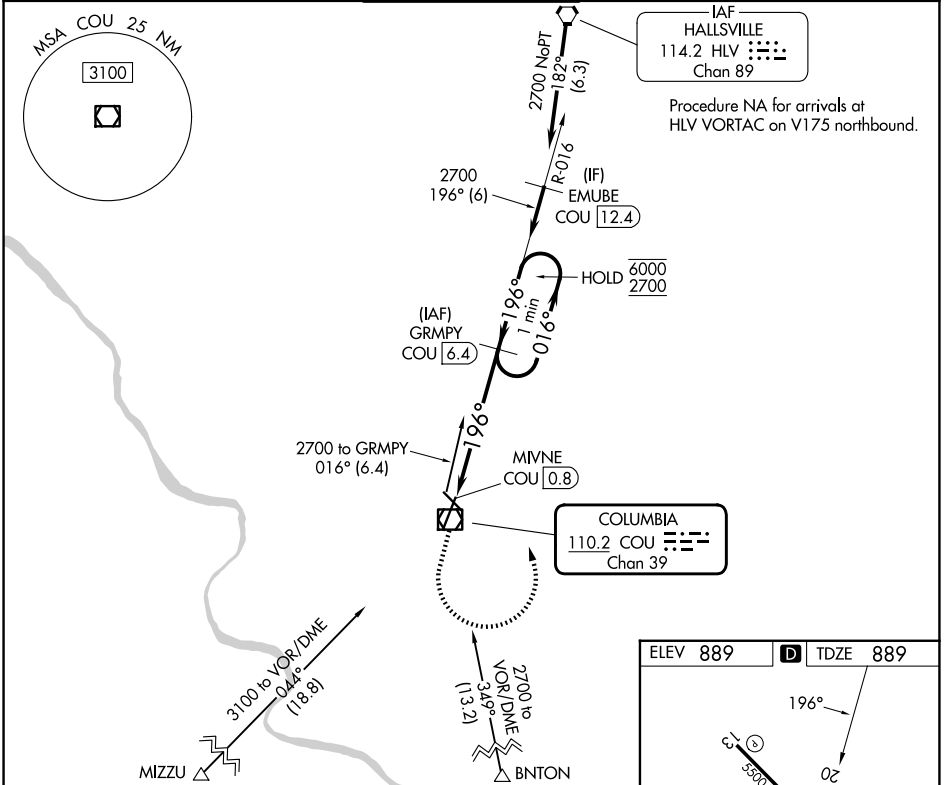 MSA COU 25 NM
3100
IAF
HALLSVILLE
114.2 HLV
Chan 89
Procedure NA for arrivals at
HLV VORTAC on V175 northbound.
2700 NoPT
182°
(6.3)
R-016
2700
196° (6)
(IF)
EMUBE
COU 12.4
HOLD 6000
2700
196°
1 min
016°
(IAF)
GRMPY
COU 6.4
196°
2700 to GRMPY
016° (6.4)
MIVNE
COU 0.8
COLUMBIA
110.2 COU
Chan 39
3100 to VOR/DME
044°
(18.8)
MIZZU
2700 to
VOR/DME
349°
(13.2)
BNTON
ELEV 889 D TDZE 889
196°
13
P
5500
20